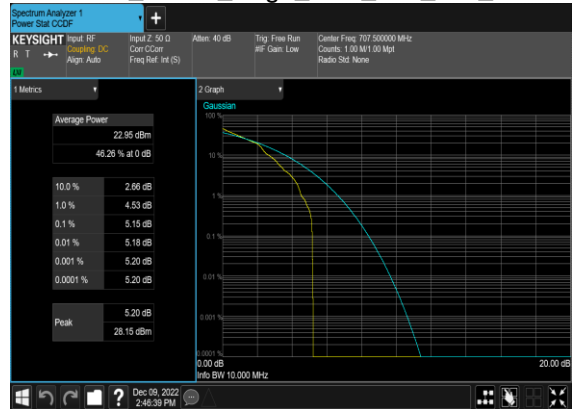 Spectrum Analyzer 1
Power Stat CCDF
+
KEYSIGHT
R T
LW
Input: RF
Coupling: DC
Align: Auto
Input Z: 50 Ω
Corr CCorr
Freq Ref: Int (S)
Atten: 40 dB
Trig: Free Run
#IF Gain: Low
Center Freq: 707.500000 MHz
Counts: 1.00 M/1.00 Mpt
Radio Std: None
1 Metrics
Average Power
22.95 dBm
46.26 % at 0 dB
10.0 % 2.66 dB
1.0 % 4.53 dB
0.1 % 5.15 dB
0.01 % 5.18 dB
0.001 % 5.20 dB
0.0001 % 5.20 dB
Peak
5.20 dB
28.15 dBm
2 Graph
Gaussian
100 %
10 %
1 %
0.1 %
0.01 %
0.001 %
0.0001 %
0.00 dB
20.00 dB
Info BW 10.000 MHz
?
Dec 09, 2022
2:46:39 PM